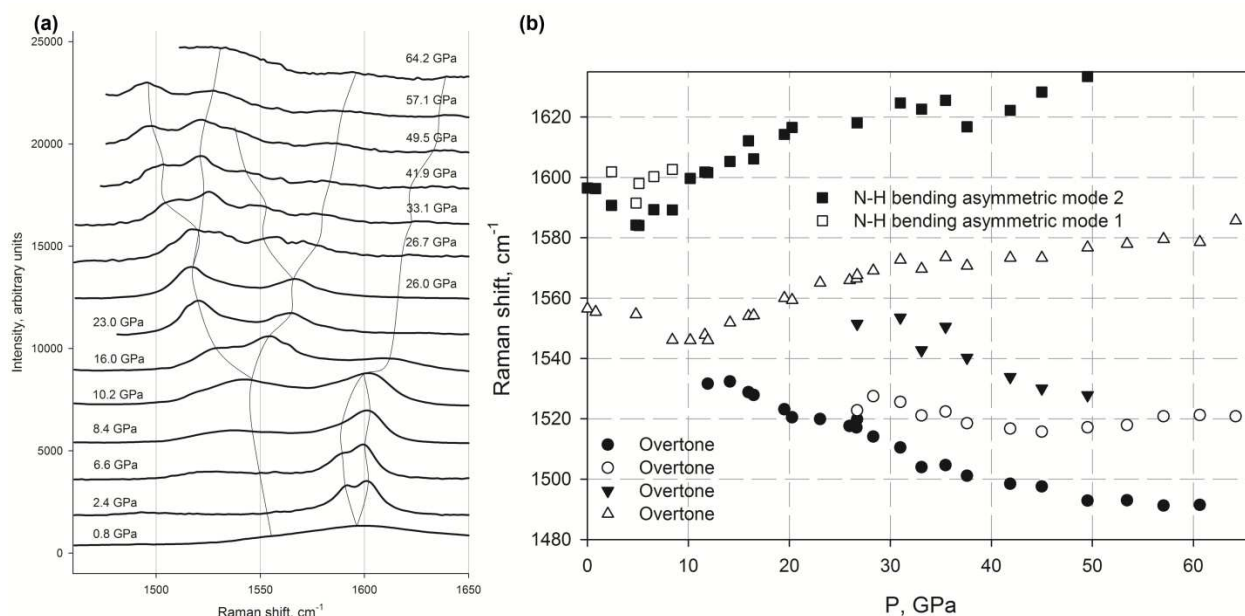 (a)
25000
20000
15000
10000
5000
0
Intensity, arbitrary units
64.2 GPa
57.1 GPa
49.5 GPa
41.9 GPa
33.1 GPa
26.7 GPa
26.0 GPa
23.0 GPa
16.0 GPa
10.2 GPa
8.4 GPa
6.6 GPa
2.4 GPa
0.8 GPa
1500 1550 1600 1650
Raman shift, cm-1
(b)
1620
1600
1580
1560
1540
1520
1500
1480
Raman shift, cm-1
N-H bending asymmetric mode 2
N-H bending asymmetric mode 1
Overtone
Overtone
Overtone
Overtone
0 10 20 30 40 50 60
P, GPa